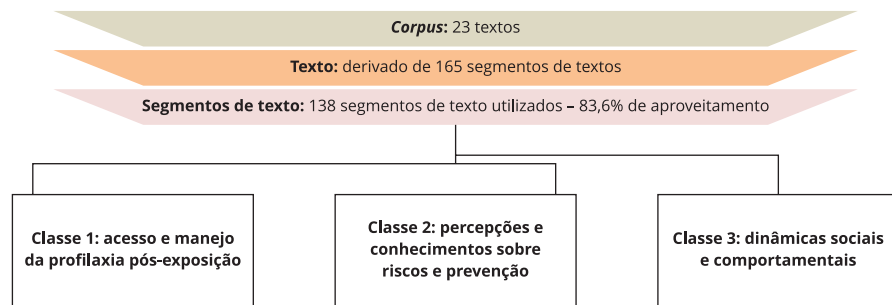 Corpus: 23 textos
Texto: derivado de 165 segmentos de textos
Segmentos de texto: 138 segmentos de texto utilizados – 83,6% de aproveitamento
Classe 1: acesso e manejo
da profilaxia pós-exposição
Classe 2: percepções e
conhecimentos sobre
riscos e prevenção
Classe 3: dinâmicas sociais
e comportamentais